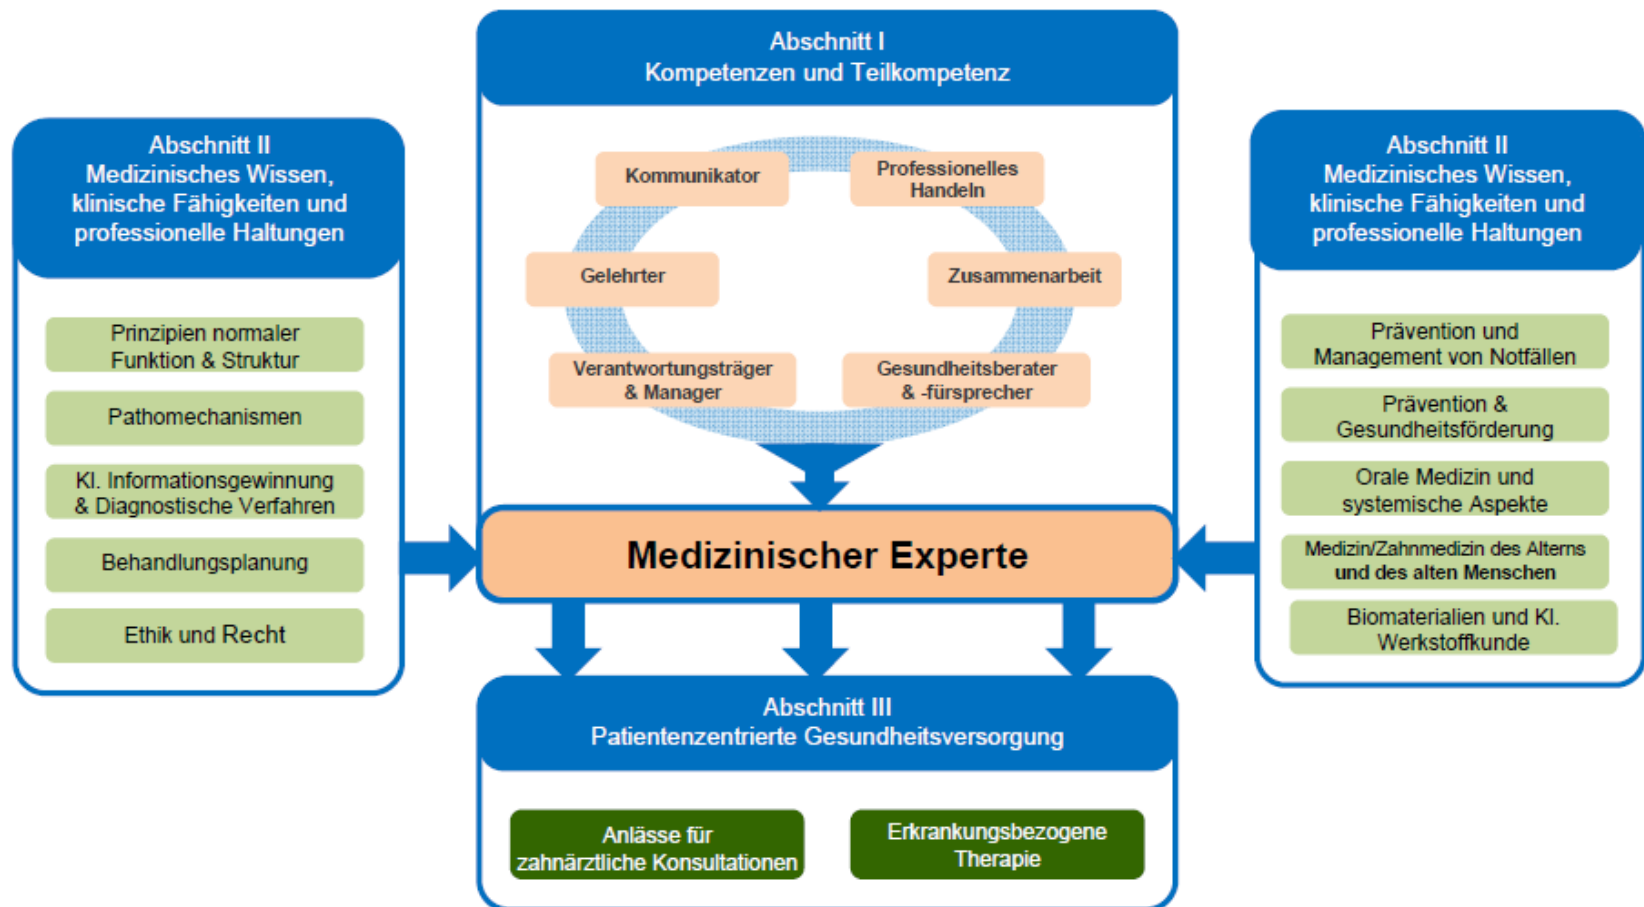 Abschnitt I
Kompetenzen und Teilkompetenz
Kommunikator
Professionelles
Handeln
Gelehrter
Zusammenarbeit
Verantwortungsträger
& Manager
Gesundheitsberater
& -fürsprecher
Abschnitt II
Medizinisches Wissen,
klinische Fähigkeiten und
professionelle Haltungen
Prinzipien normaler
Funktion & Struktur
Pathomechanismen
Kl. Informationsgewinnung
& Diagnostische Verfahren
Behandlungsplanung
Ethik und Recht
Abschnitt II
Medizinisches Wissen,
klinische Fähigkeiten und
professionelle Haltungen
Prävention und
Management von Notfällen
Prävention &
Gesundheitsförderung
Orale Medizin und
systemische Aspekte
Medizin/Zahnmedizin des Alterns
und des alten Menschen
Biomaterialien und Kl.
Werkstoffkunde
Medizinischer Experte
Abschnitt III
Patientenzentrierte Gesundheitsversorgung
Anlässe für
zahnärztliche Konsultationen
Erkrankungsbezogene
Therapie